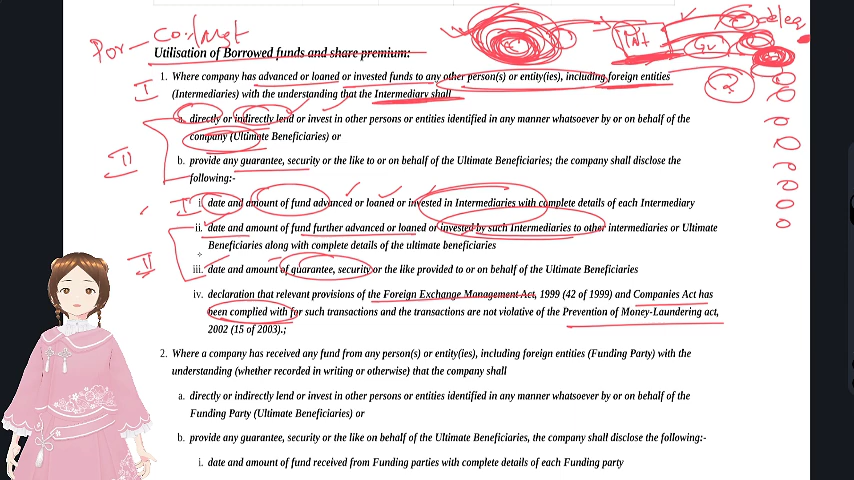 Utilisation of Borrowed funds and share premium:
1. Where company has advanced or loaned or invested funds to any other person(s) or entity(ies), including foreign entities
(Intermediaries) with the understanding that the Intermediary shall
a. directly or indirectly lend or invest in other persons or entities identified in any manner whatsoever by or on behalf of the
company (Ultimate Beneficiaries) or
b. provide any guarantee, security or the like to or on behalf of the Ultimate Beneficiaries; the company shall disclose the
following:-
i. date and amount of fund advanced or loaned or invested in Intermediaries with complete details of each Intermediary
ii. date and amount of fund further advanced or loaned or invested by such Intermediaries to other intermediaries or Ultimate
Beneficiaries along with complete details of the ultimate beneficiaries
iii. date and amount of guarantee, security or the like provided to or on behalf of the Ultimate Beneficiaries
iv. declaration that relevant provisions of the Foreign Exchange Management Act, 1999 (42 of 1999) and Companies Act has
been complied with for such transactions and the transactions are not violative of the Prevention of Money-Laundering act,
2002 (15 of 2003).;
2. Where a company has received any fund from any person(s) or entity(ies), including foreign entities (Funding Party) with the
understanding (whether recorded in writing or otherwise) that the company shall
a. directly or indirectly lend or invest in other persons or entities identified in any manner whatsoever by or on behalf of the
Funding Party (Ultimate Beneficiaries) or
b. provide any guarantee, security or the like on behalf of the Ultimate Beneficiaries, the company shall disclose the following:-
i. date and amount of fund received from Funding parties with complete details of each Funding party